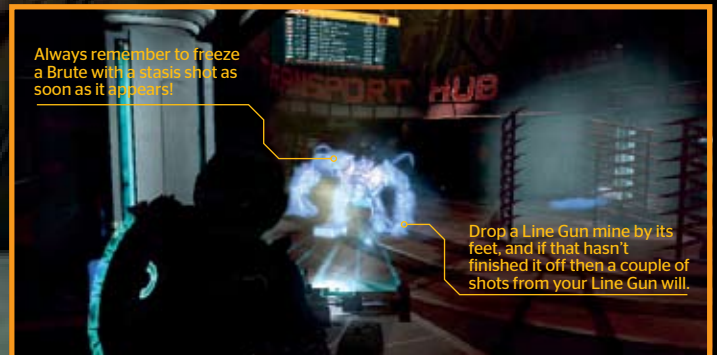 Always remember to freeze
a Brute with a stasis shot as
soon as it appears!
HUB
Drop a Line Gun mine by its
feet, and if that hasn't
finished it off then a couple of
shots from your Line Gun will.